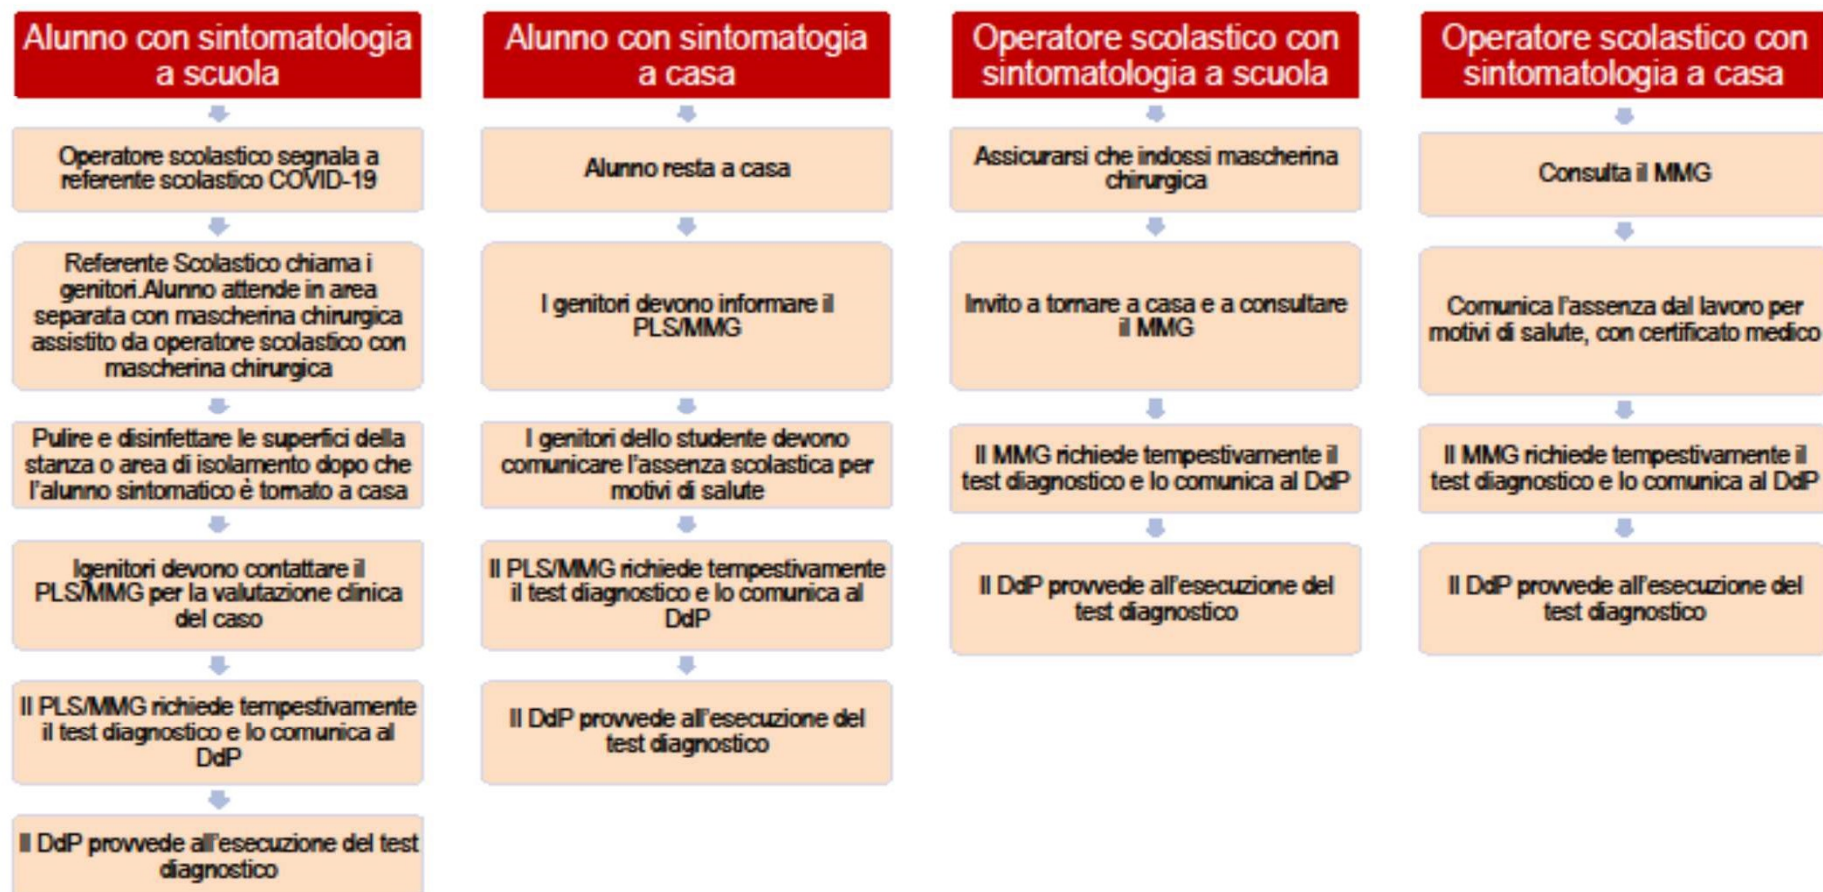 Alunno con sintomatologia
a scuola
Operatore scolastico segnala a
referente scolastico COVID-19
Referente Scolastico chiama i
genitori.Alunno attende in area
separata con mascherina chirurgica
assistito da operatore scolastico con
mascherina chirurgica
Pulire e disinfettare le superfici della
stanza o area di isolamento dopo che
l'alunno sintomatico è tornato a casa
Igenitori devono contattare il
PLS/MMG per la valutazione clinica
del caso
Il PLS/MMG richiede tempestivamente
il test diagnostico e lo comunica al
DdP
Il DdP provvede all'esecuzione del test
diagnostico
Alunno con sintomatogia
a casa
Alunno resta a casa
I genitori devono informare il
PLS/MMG
I genitori dello studente devono
comunicare l'assenza scolastica per
motivi di salute
Il PLS/MMG richiede tempestivamente
il test diagnostico e lo comunica al
DdP
Il DdP provvede all'esecuzione del
test diagnostico
Operatore scolastico con
sintomatologia a scuola
Assicurarsi che indossi mascherina
chirurgica
Invito a tornare a casa e a consultare
il MMG
Il MMG richiede tempestivamente il
test diagnostico e lo comunica al DdP
Il DdP provvede all'esecuzione del
test diagnostico
Operatore scolastico con
sintomatologia a casa
Consulta il MMG
Comunica l'assenza dal lavoro per
motivi di salute, con certificato medico
Il MMG richiede tempestivamente il
test diagnostico e lo comunica al DdP
Il DdP provvede all'esecuzione del
test diagnostico